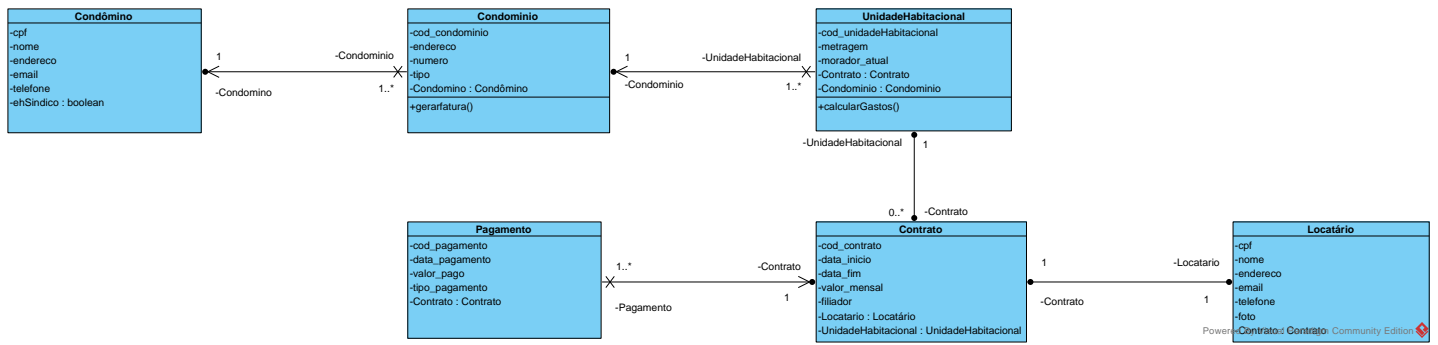 Condômino
-cpf
-nome
-endereco
-email
-telefone
-ehSindico : boolean
1
-Condominio
-Condomino
1..*
Condominio
-cod_condominio
-endereco
-numero
-tipo
-Condomino : Condômino
+gerarfatura()
1
-UnidadeHabitacional
-Condominio
1..*
UnidadeHabitacional
-cod_unidadeHabitacional
-metragem
-morador_atual
-Contrato : Contrato
-Condominio : Condominio
+calcularGastos()
-UnidadeHabitacional
1
0..*
-Contrato
Pagamento
-cod_pagamento
-data_pagamento
-valor_pago
-tipo_pagamento
-Contrato : Contrato
1..*
-Contrato
-Pagamento
1
Contrato
-cod_contrato
-data_inicio
-data_fim
-valor_mensal
-filiador
-Locatario : Locatário
-UnidadeHabitacional : UnidadeHabitacional
1
-Locatario
-Contrato
1
Locatário
-cpf
-nome
-endereco
-email
-telefone
-foto
-Contrato : Contrato
Community Edition